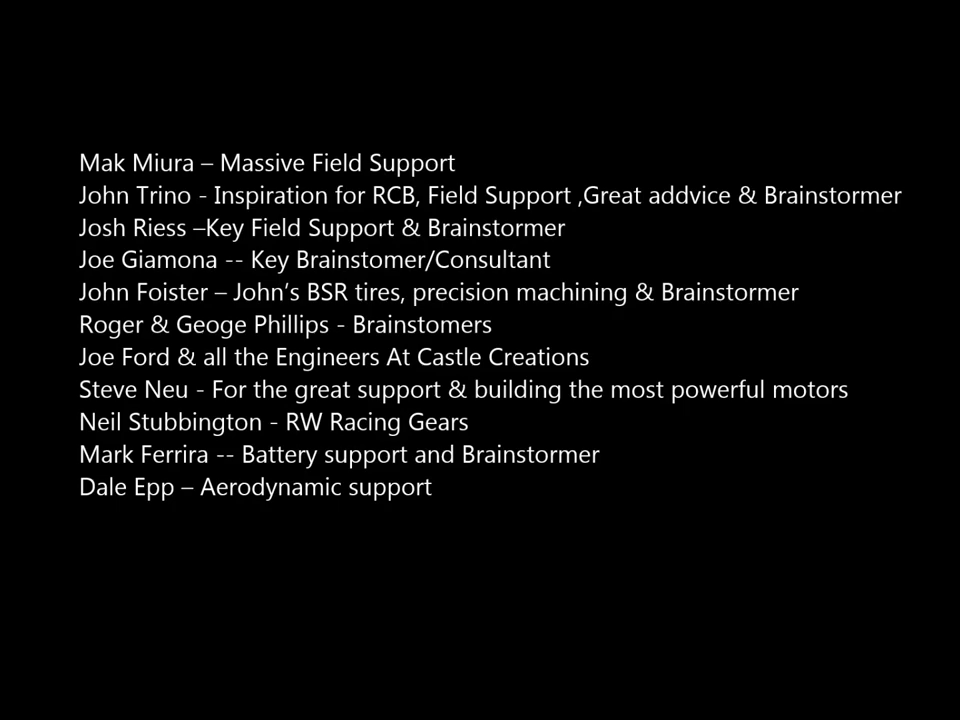 Mak Miura – Massive Field Support
John Trino - Inspiration for RCB, Field Support ,Great addvice & Brainstormer
Josh Riess –Key Field Support & Brainstormer
Joe Giamona -- Key Brainstomer/Consultant
John Foister – John’s BSR tires, precision machining & Brainstormer
Roger & Geoge Phillips - Brainstomers
Joe Ford & all the Engineers At Castle Creations
Steve Neu - For the great support & building the most powerful motors
Neil Stubbington - RW Racing Gears
Mark Ferrira -- Battery support and Brainstormer
Dale Epp – Aerodynamic support